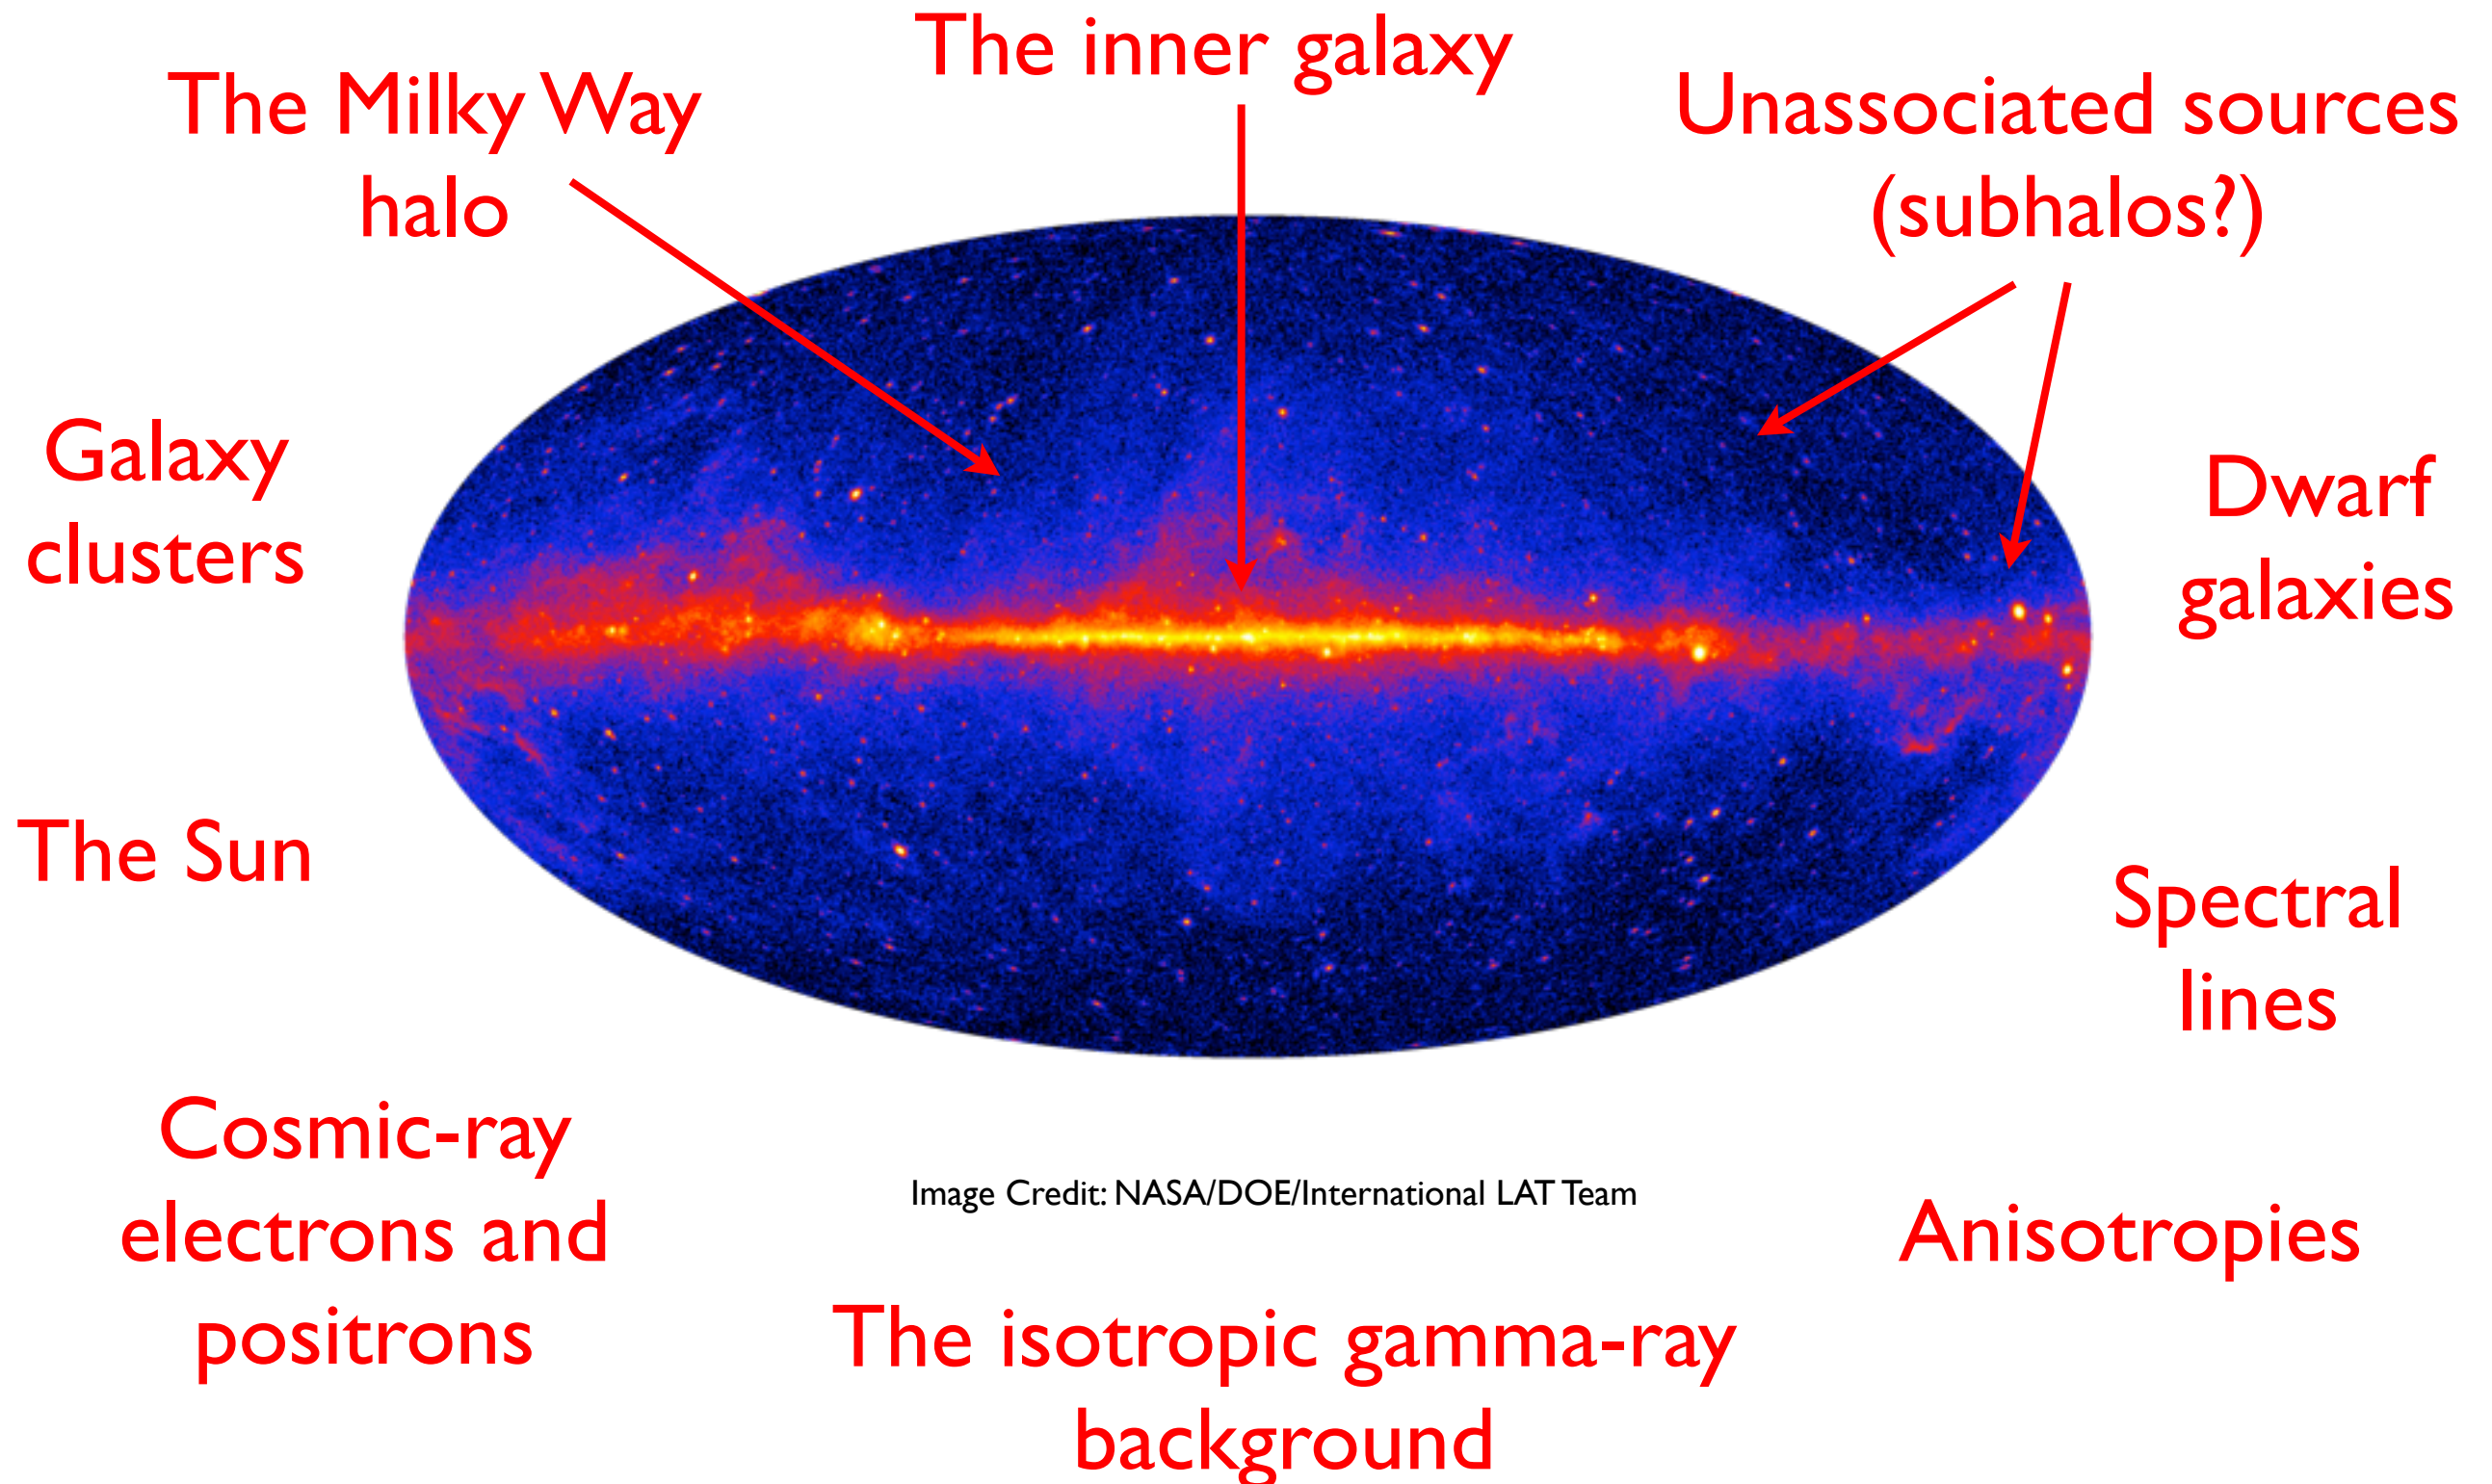 The inner galaxy
The Milky Way
halo
Unassociated sources
(subhalos?)
Galaxy
clusters
Dwarf
galaxies
The Sun
Spectral
lines
Cosmic-ray
electrons and
positrons
Image Credit: NASA/DOE/International LAT Team
Anisotropies
The isotropic gamma-ray
background